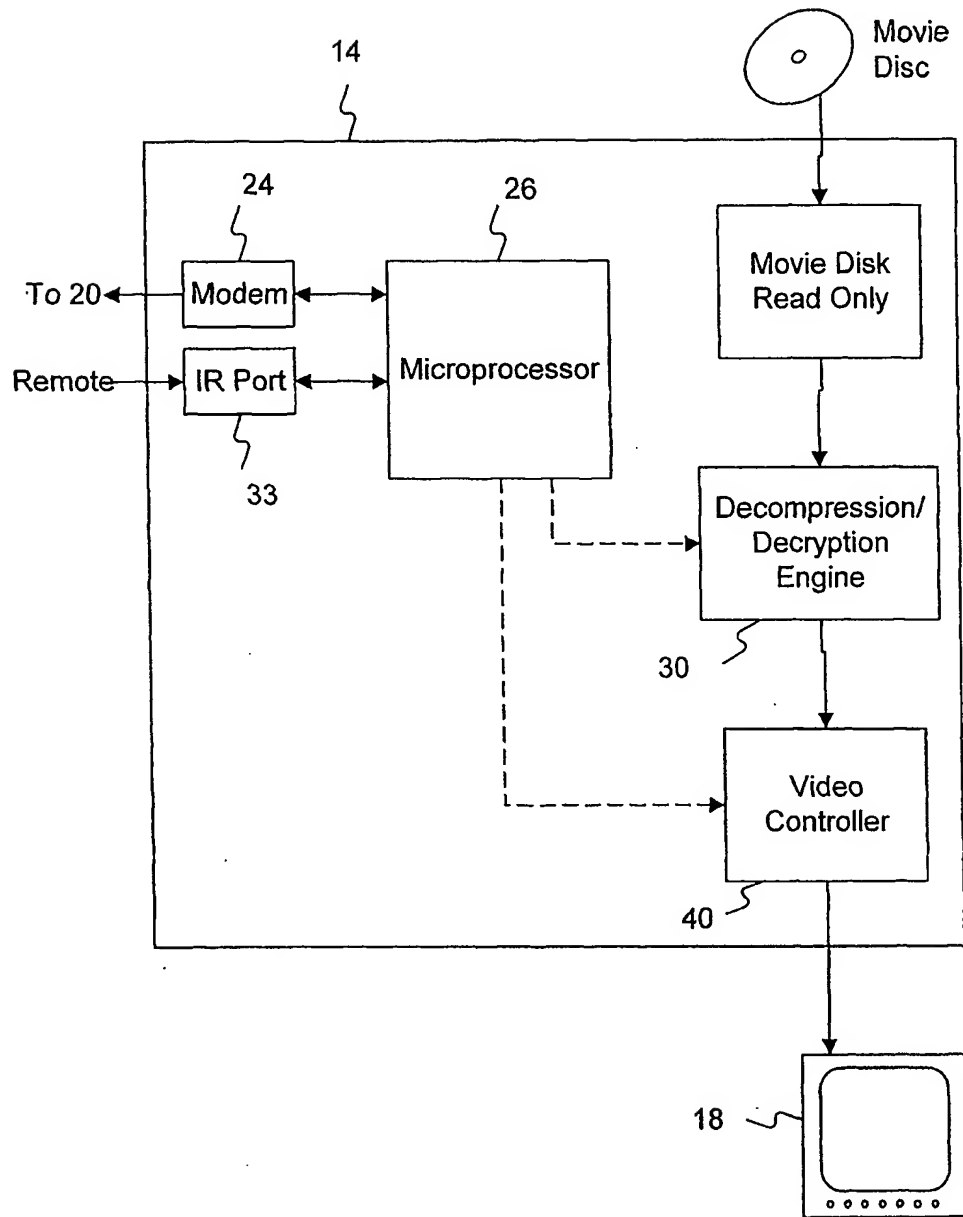 Movie
Disc
14
24
26
To 20
Modem
Remote
IR Port
33
Microprocessor
Movie Disk
Read Only
Decompression/
Decryption
Engine
30
Video
Controller
40
18